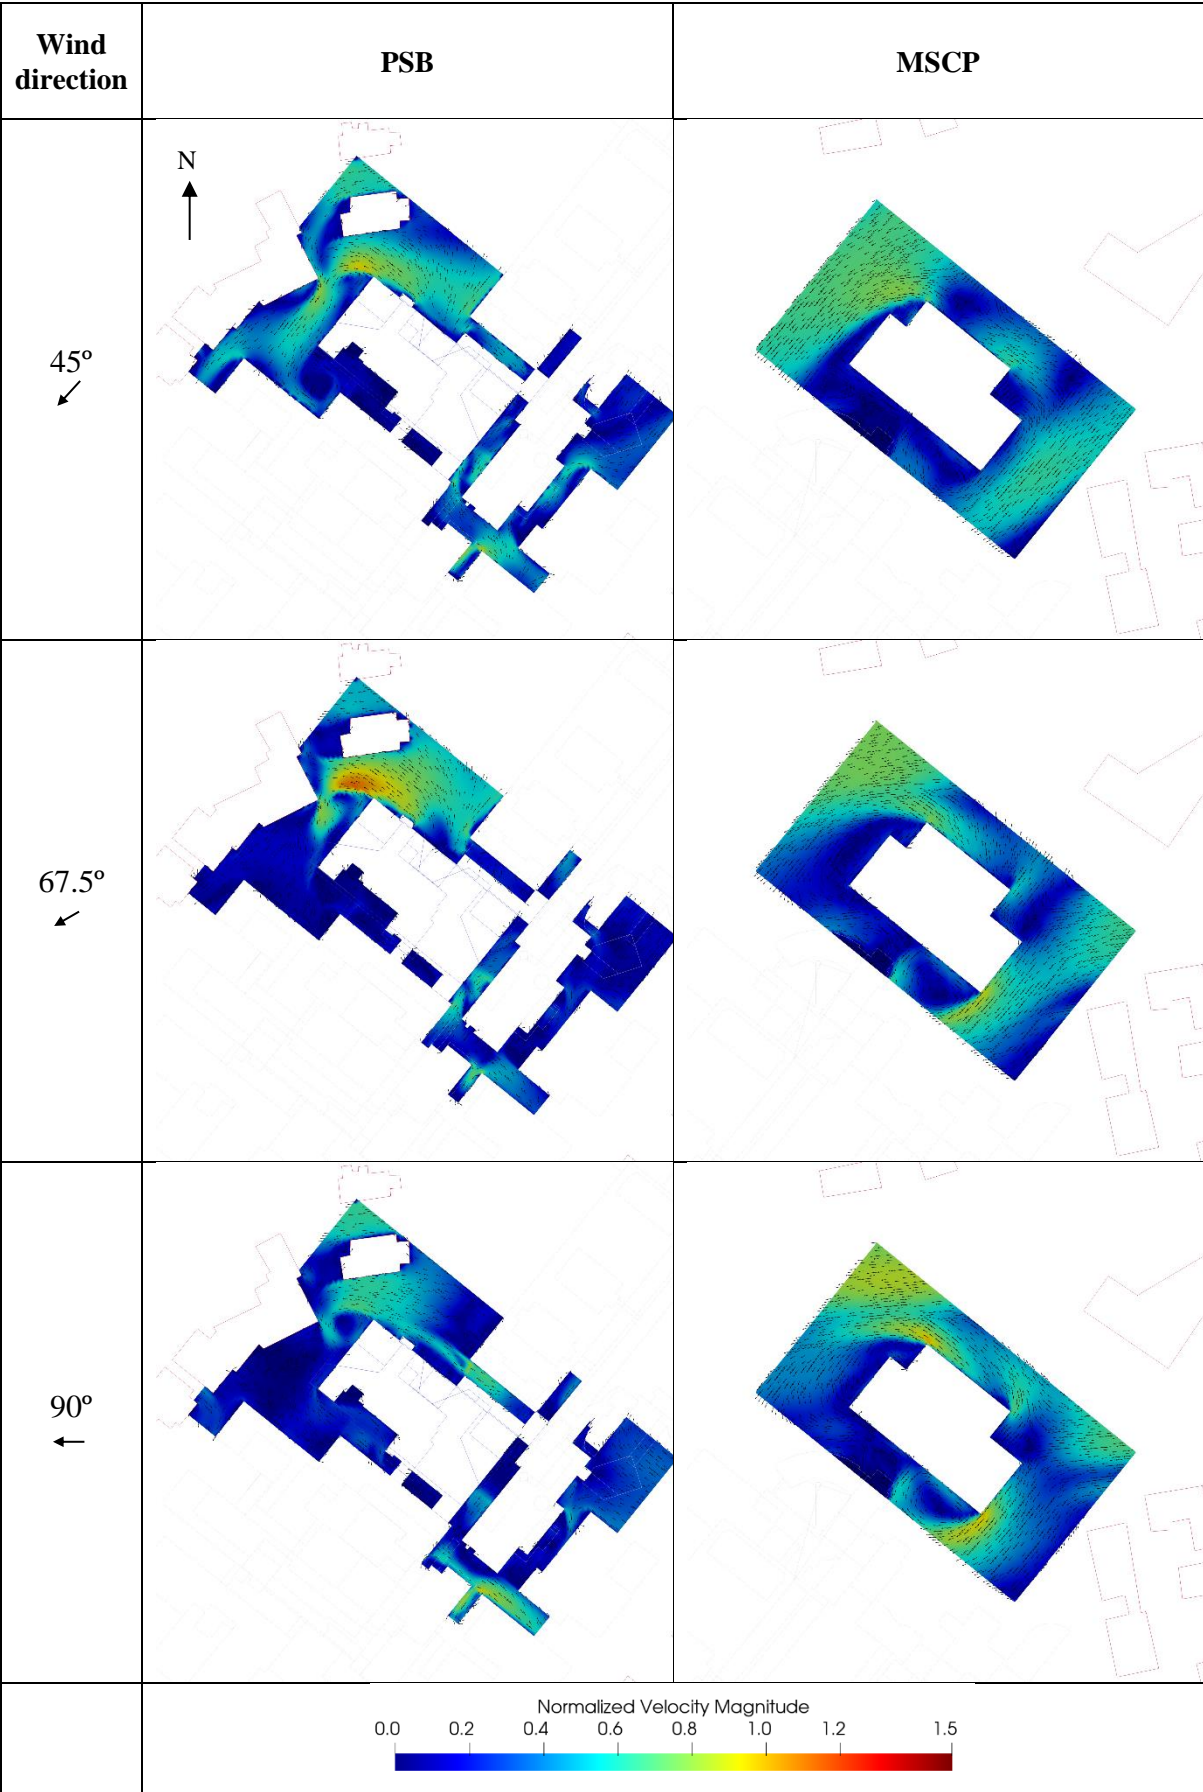 Wind
direction
PSB
MSCP
N
45º
67.5º
90º
Normalized Velocity Magnitude
0.0 0.2 0.4 0.6 0.8 1.0 1.2 1.5